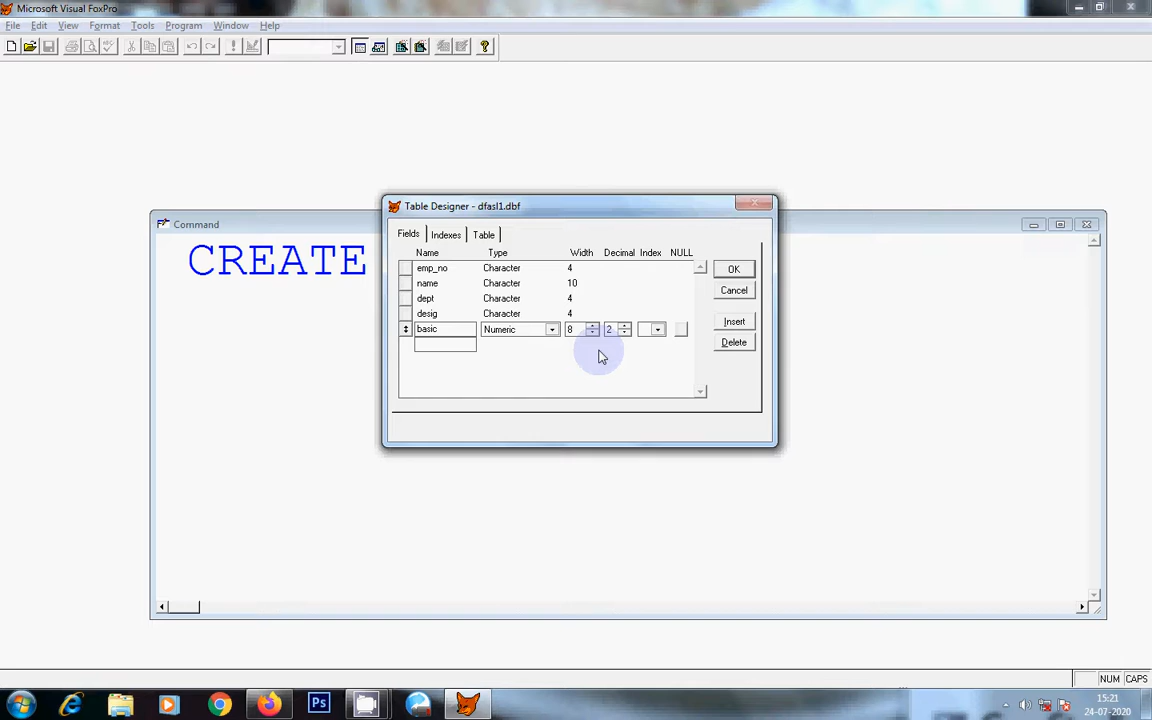 Microsoft Visual FoxPro
File Edit View Format Tools Program Window Help
Table Designer - dfasl1.dbf
Command
Fields Indexes Table
CREATE
Name Type Width Decimal Index NULL
emp_no Character 4
OK
name Character 10
Cancel
dept Character 4
desig Character 4
Insert
basic Numeric 8 2
Delete
NUM CAPS
Ps
15:21
24-07-2020